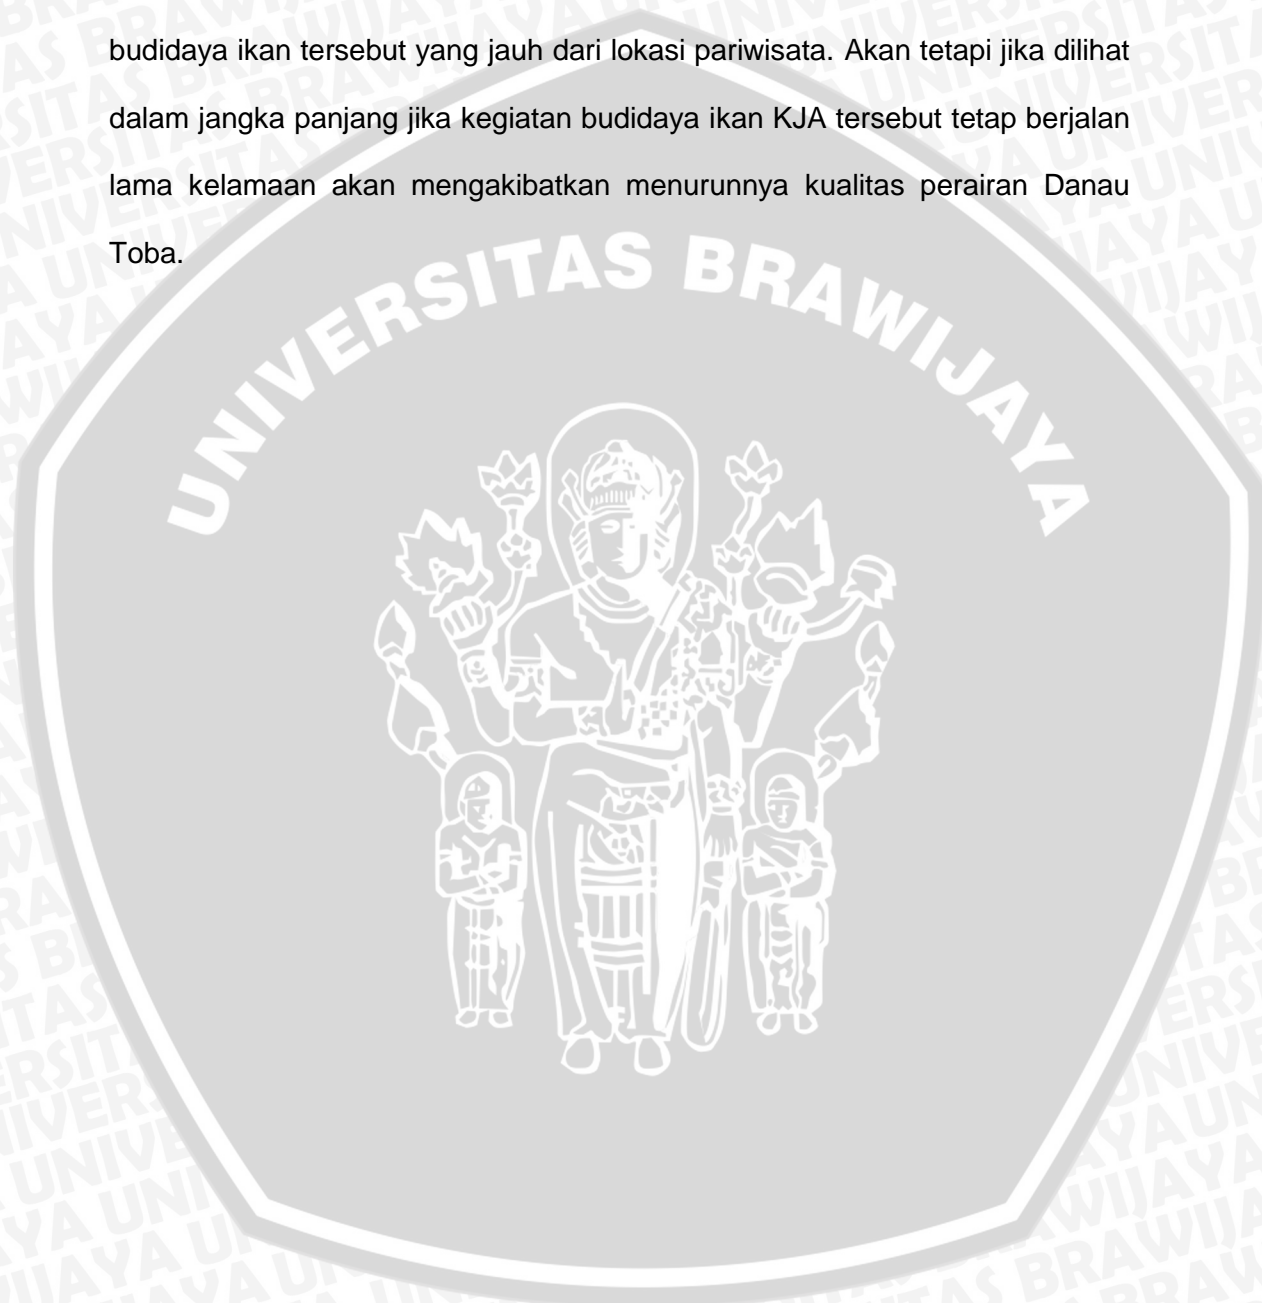 budidaya ikan tersebut yang jauh dari lokasi pariwisata. Akan tetapi jika dilihat
dalam jangka panjang jika kegiatan budidaya ikan KJA tersebut tetap berjalan
lama kelamaan akan mengakibatkan menurunnya kualitas perairan Danau
Toba.
UNIVERSITAS BRAWIJAYA